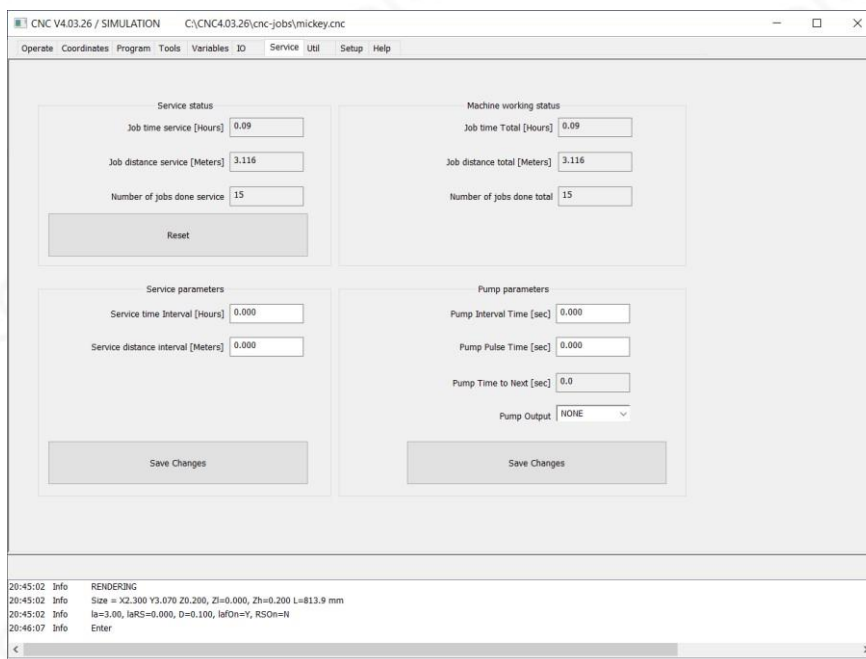 CNC V4.03.26 / SIMULATION C:\CNC4.03.26\cnc-jobs\mickey.cnc
Operate Coordinates Program Tools Variables IO Service Util Setup Help
Service status
Job time service [Hours] 0.09
Job distance service [Meters] 3.116
Number of jobs done service 15
Reset
Machine working status
Job time Total [Hours] 0.09
Job distance total [Meters] 3.116
Number of jobs done total 15
Service parameters
Service time Interval [Hours] 0.000
Service distance interval [Meters] 0.000
Save Changes
Pump parameters
Pump Interval Time [sec] 0.000
Pump Pulse Time [sec] 0.000
Pump Time to Next [sec] 0.0
Pump Output NONE
Save Changes
20:45:02 Info RENDERING
20:45:02 Info Size = X2.300 Y3.070 Z0.200, Zl=0.000, Zh=0.200 L=813.9 mm
20:45:02 Info la=3.00, laRS=0.000, D=0.100, lafOn=Y, RSOn=N
20:46:07 Info Enter